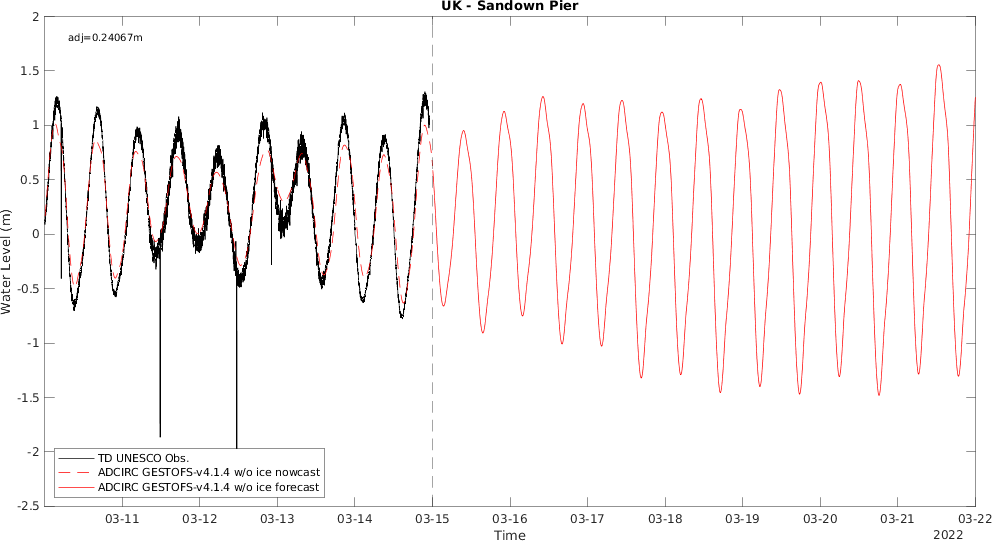 UK - Sandown Pier
adj=0.24067m
2
1.5
1
0.5
0
-0.5
-1
-1.5
-2
-2.5
Water Level (m)
TD UNESCO Obs.
ADCIRC GESTOFS-v4.1.4 w/o ice nowcast
ADCIRC GESTOFS-v4.1.4 w/o ice forecast
03-11 03-12 03-13 03-14 03-15 03-16 03-17 03-18 03-19 03-20 03-21 03-22
Time
2022